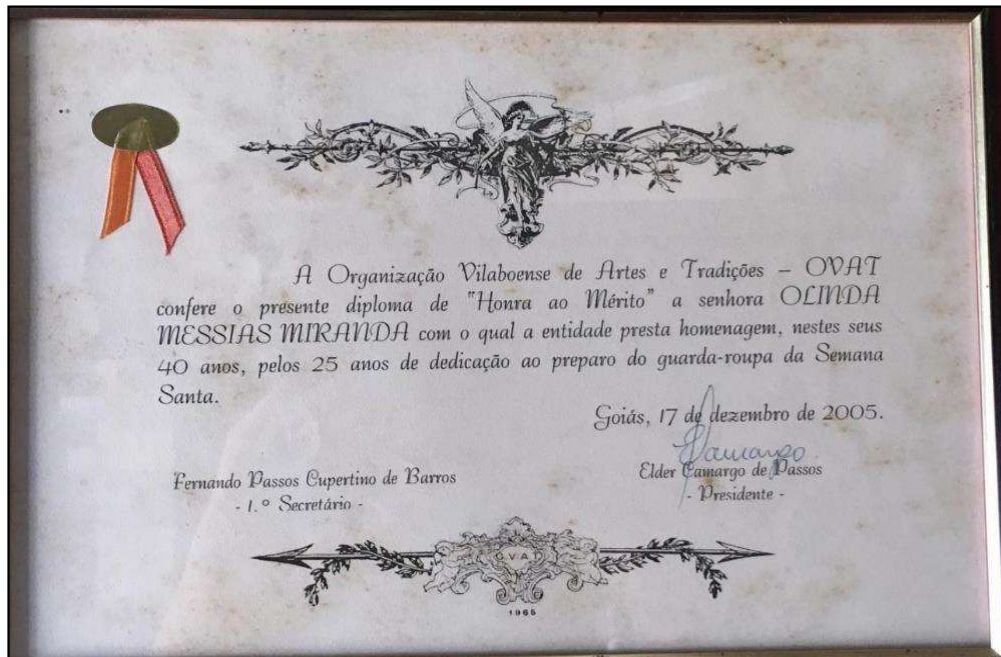 A Organização Vilaboense de Artes e Tradições – OVAT
confere o presente diploma de "Honra ao Mérito" a senhora OLINDA
MESSIAS MIRANDA com o qual a entidade presta homenagem, nestes seus
40 anos, pelos 25 anos de dedicação ao preparo do guarda-roupa da Semana
Santa.
Goiás, 17 de dezembro de 2005.
Camargo
Fernando Passos Cupertino de Barros
- 1.º Secretário -
Elder Camargo de Passos
- Presidente -
OVAT
1965